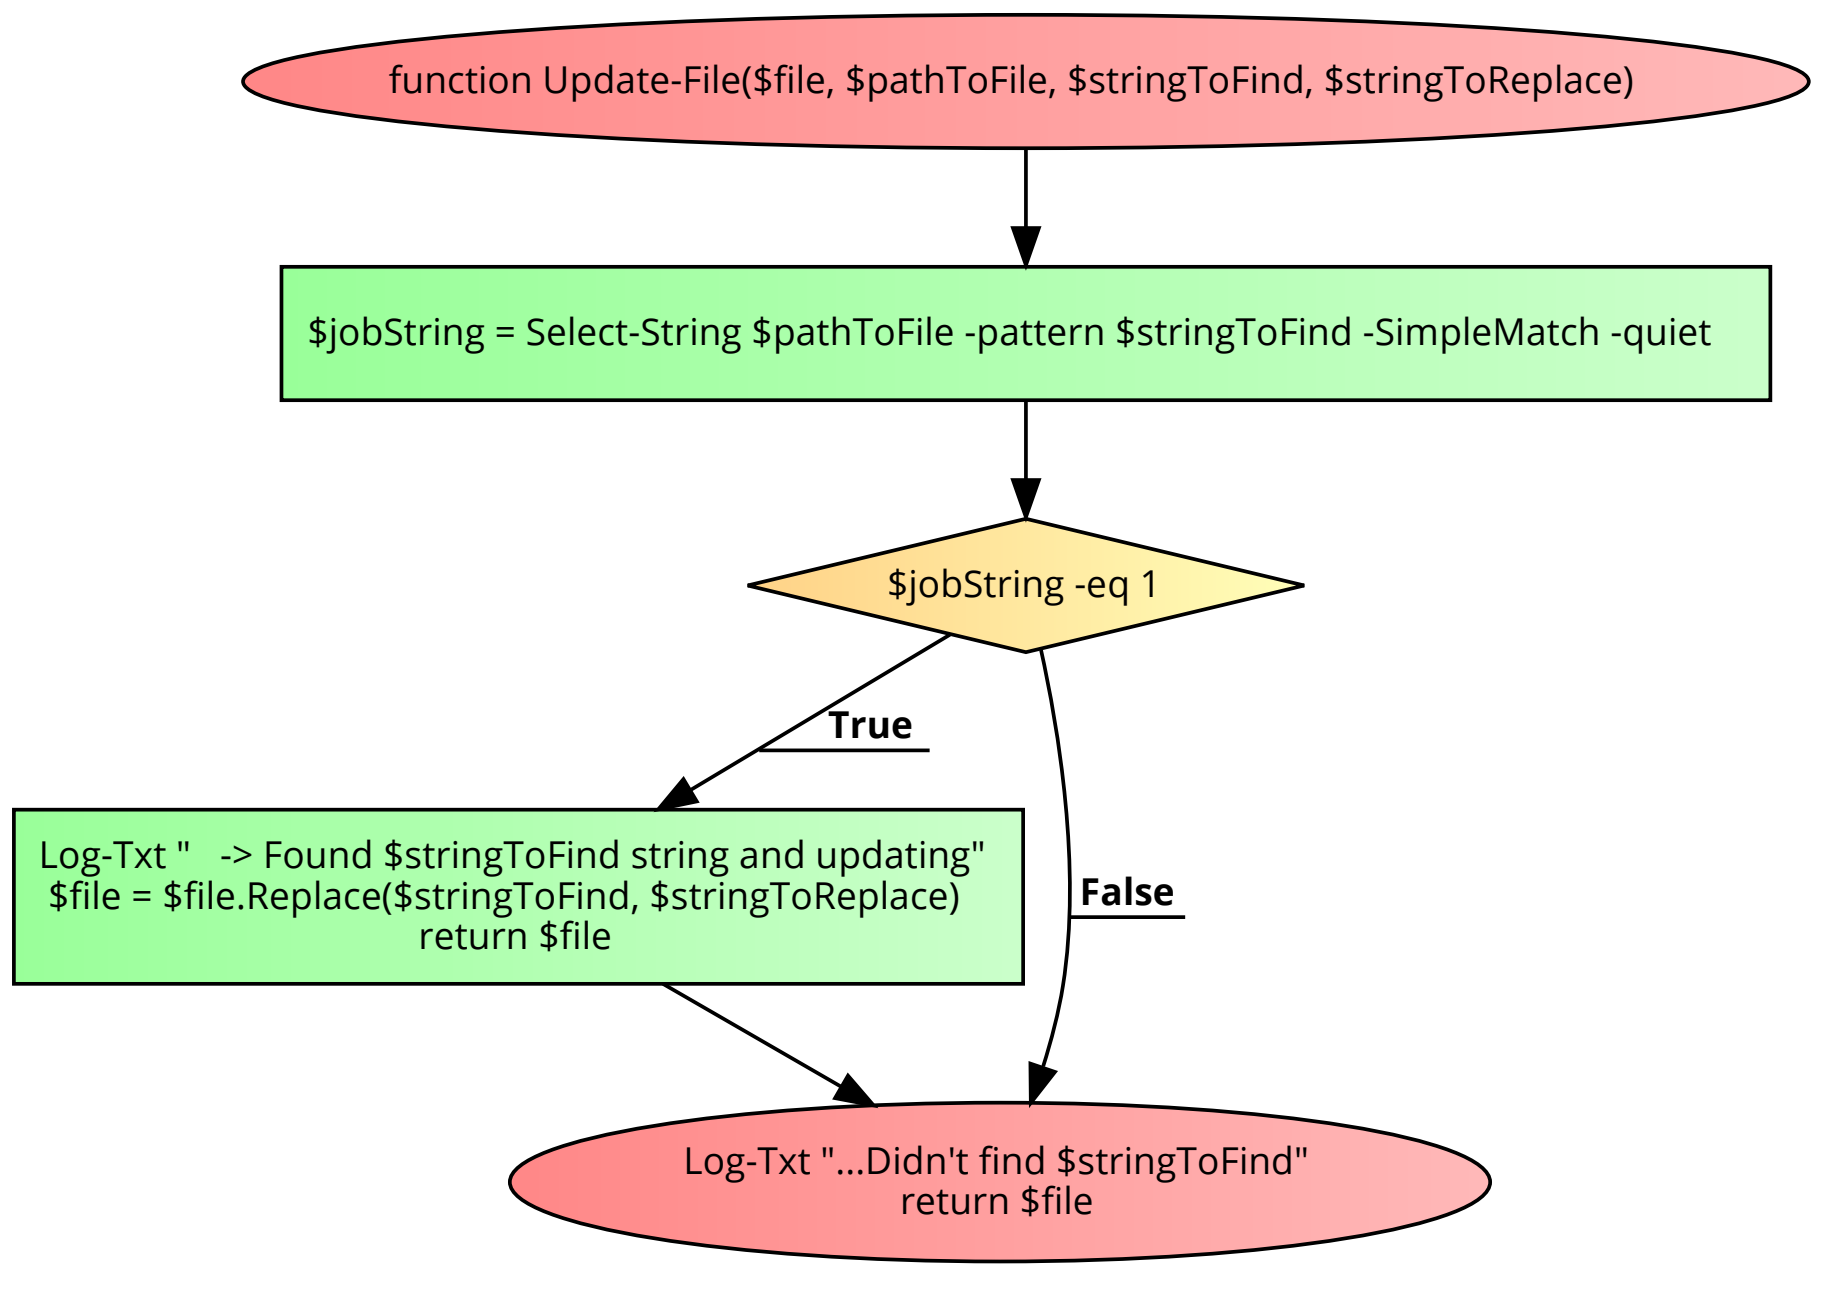 function Update-File($file, $pathToFile, $stringToFind, $stringToReplace)
$jobString = Select-String $pathToFile -pattern $stringToFind -SimpleMatch -quiet
$jobString -eq 1
True
Log-Txt "   -> Found $stringToFind string and updating"
$file = $file.Replace($stringToFind, $stringToReplace)
return $file
False
Log-Txt "...Didn't find $stringToFind"
return $file